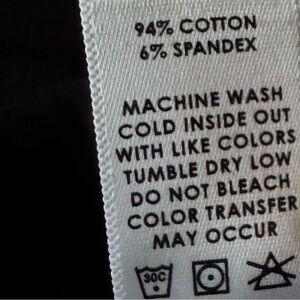 94% COTTON
6% SPANDEX
MACHINE WASH
COLD INSIDE OUT
WITH LIKE COLORS
TUMBLE DRY LOW
DO NOT BLEACH
COLOR TRANSFER
MAY OCCUR
30C